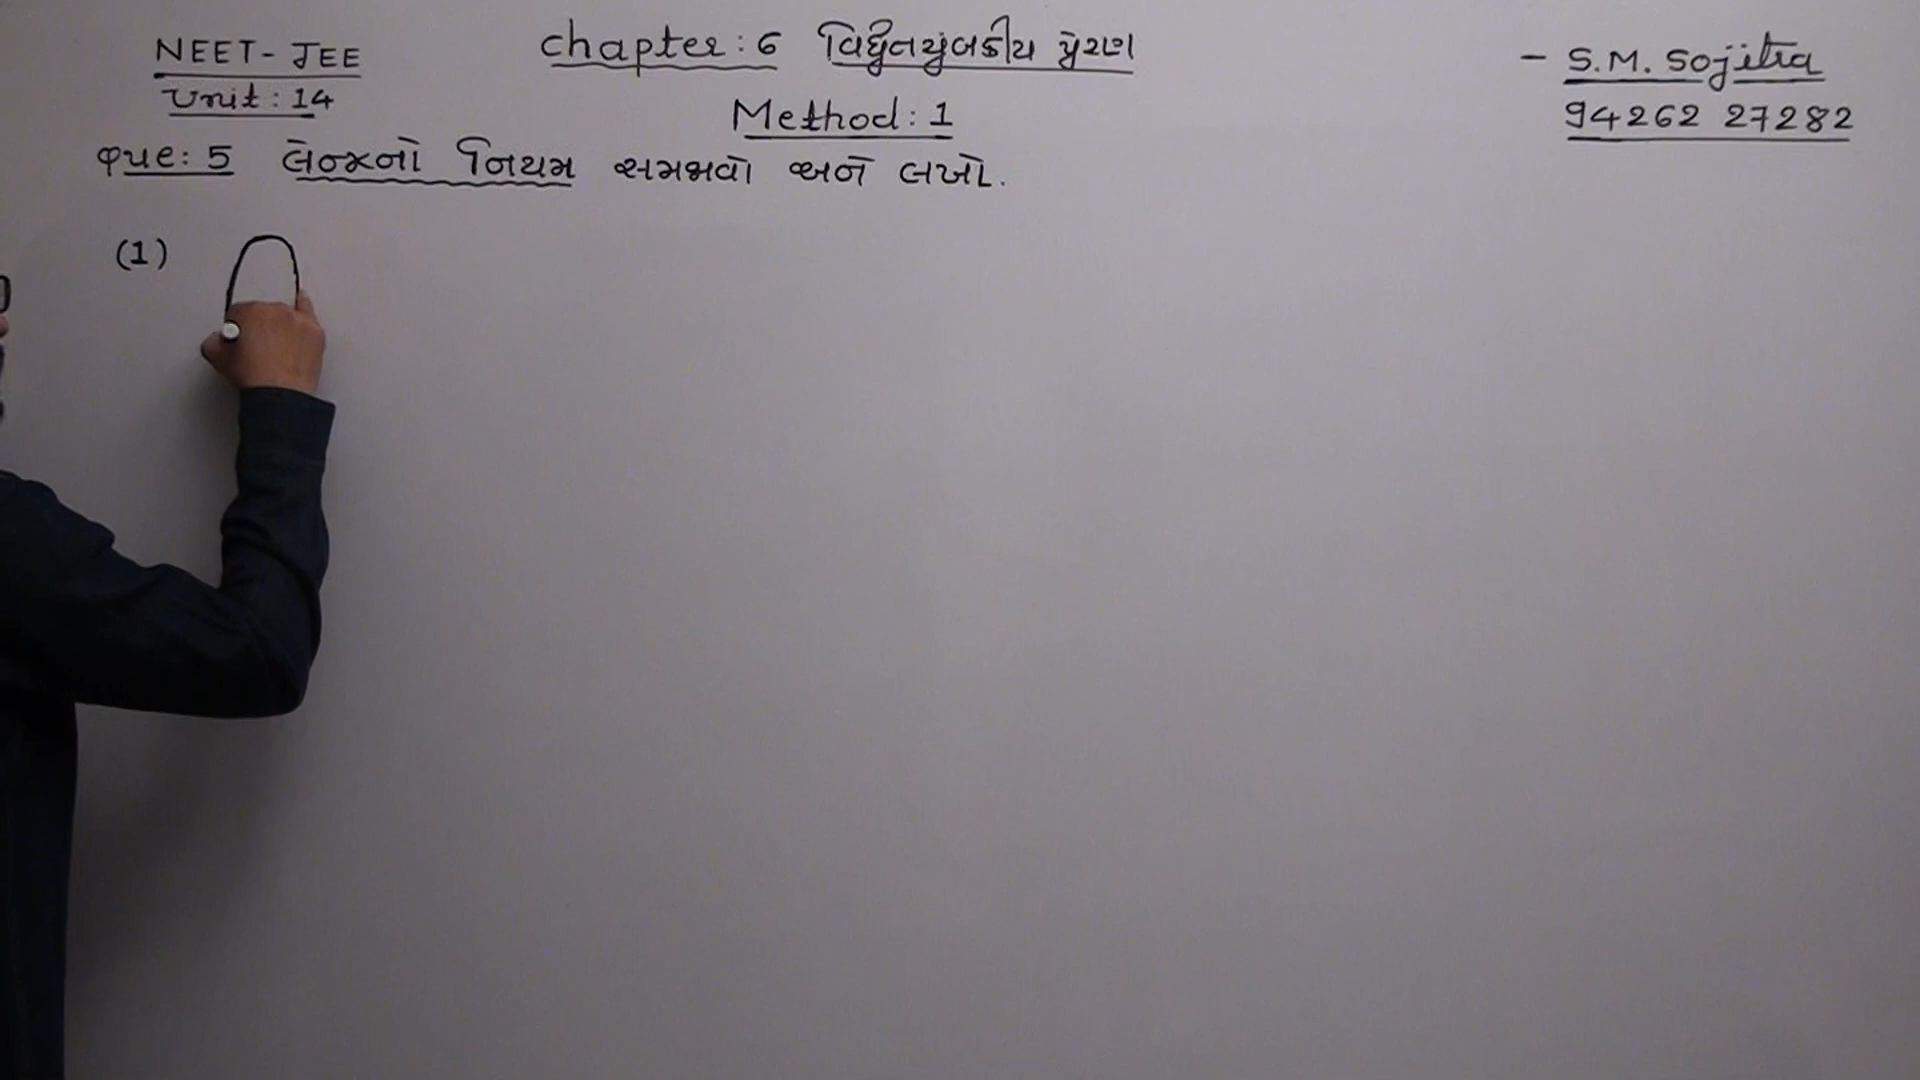 NEET - JEE
Unit : 14
chapter : 6 વિદ્યુતચુંબકીય પ્રેરણ
Method : 1
- S.M. Sojitra
94262 27282
પ્રશ્ન : 5 લેન્ઝનો નિયમ સમજાવો અને લખો.
(1)